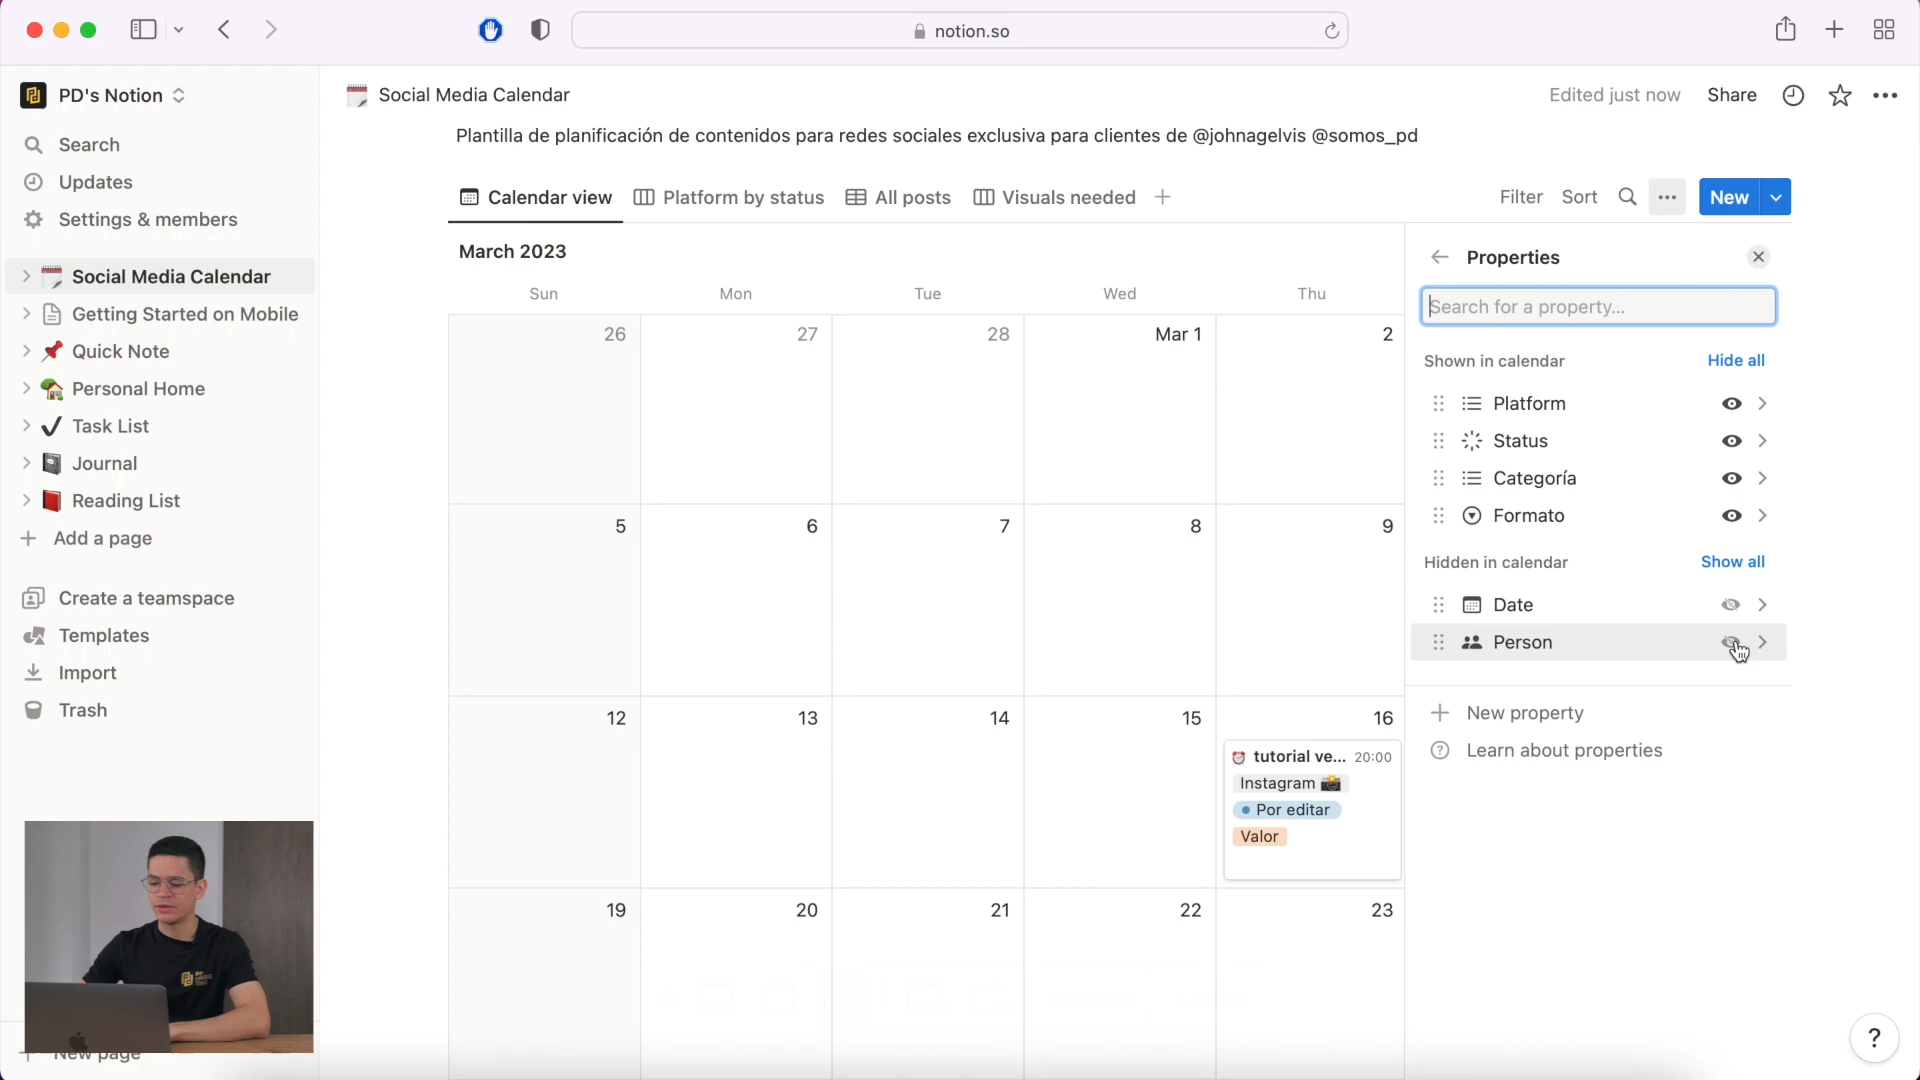 notion.so
PD's Notion
Search
Updates
Settings & members
Social Media Calendar
Getting Started on Mobile
Quick Note
Personal Home
Task List
Journal
Reading List
Add a page
Create a teamspace
Templates
Import
Trash
New page
Social Media Calendar
Edited just now Share
Plantilla de planificación de contenidos para redes sociales exclusiva para clientes de @johnagelvis @somos_pd
Calendar view Platform by status All posts Visuals needed
Filter Sort New
March 2023
Sun Mon Tue Wed Thu
26 27 28 Mar 1 2
5 6 7 8 9
12 13 14 15 16
tutorial ve... 20:00
Instagram
Por editar
Valor
19 20 21 22 23
Properties
Search for a property...
Shown in calendar Hide all
Platform
Status
Categoría
Formato
Hidden in calendar Show all
Date
Person
New property
? Learn about properties
?